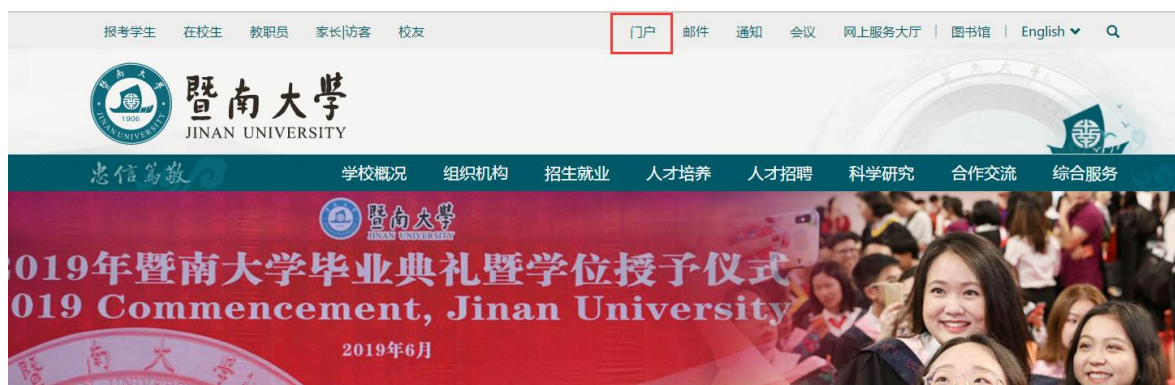 报考学生 在校生 教职员 家长|访客 校友 门户 邮件 通知 会议 网上服务大厅 | 图书馆 | English
暨南大學
JINAN UNIVERSITY
1906
JINAN UNIVERSITY
忠信笃敬 学校概况 组织机构 招生就业 人才培养 人才招聘 科学研究 合作交流 综合服务
暨南大學
JINAN UNIVERSITY
2019年暨南大学毕业典礼暨学位授予仪式
2019 Commencement, Jinan University
2019年6月
暨南大學